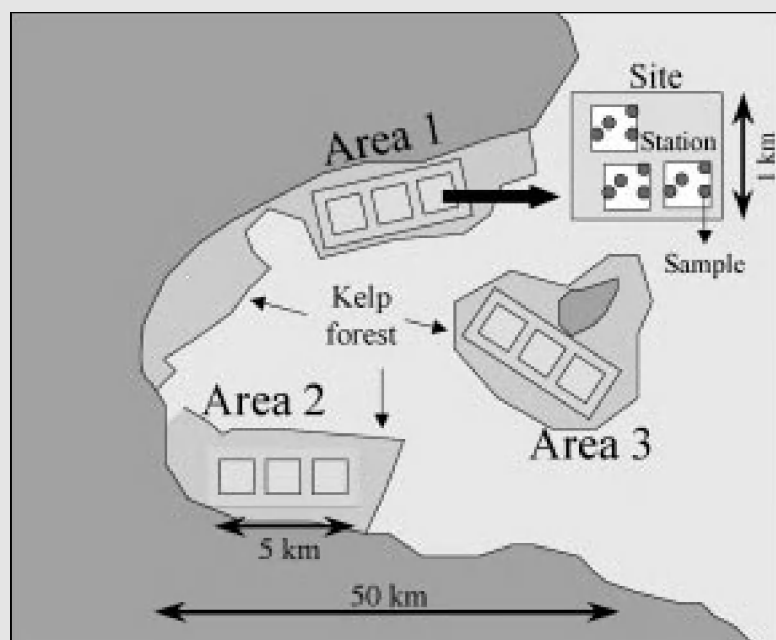 Site
Area 1
Station
1 km
Sample
Kelp
forest
Area 2
Area 3
5 km
50 km